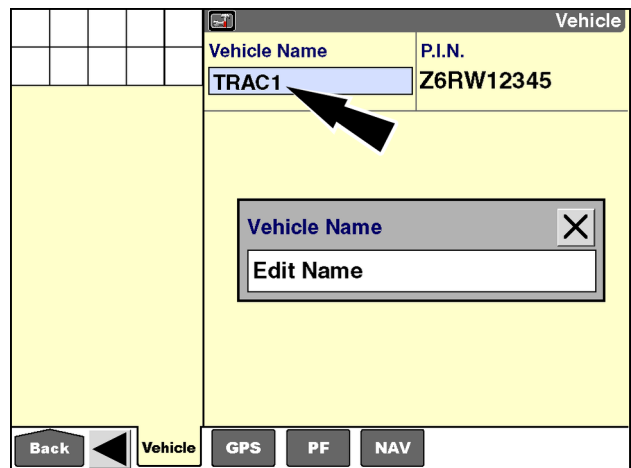 Vehicle
Vehicle Name P.I.N.
TRAC1 Z6RW12345
Vehicle Name
Edit Name
Back Vehicle GPS PF NAV